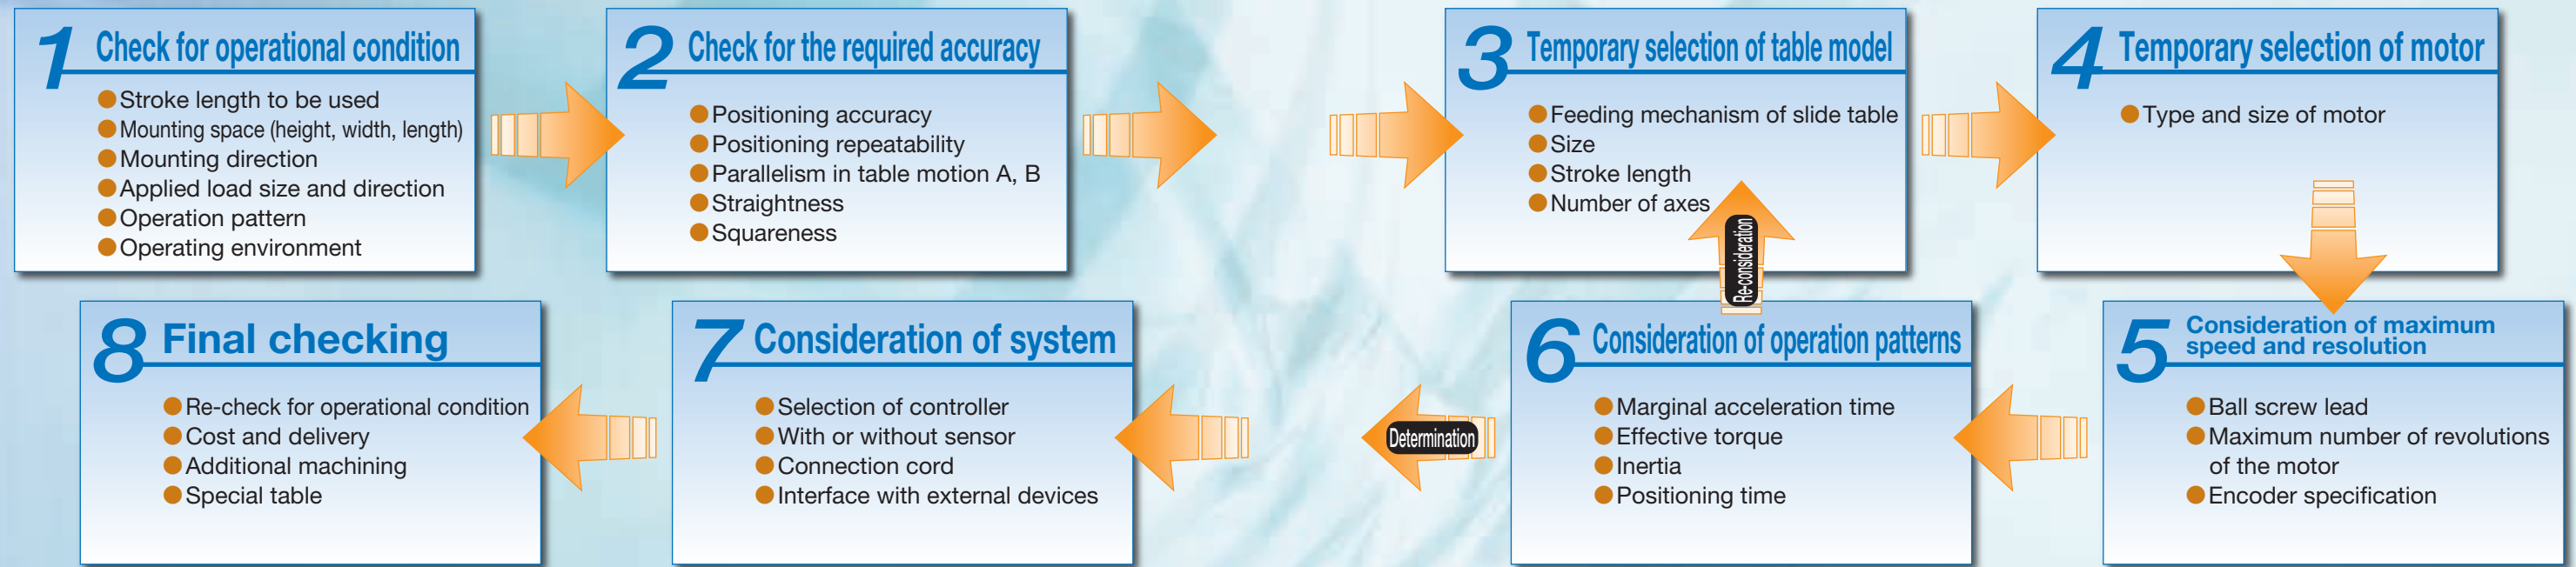 1 Check for operational condition
●Stroke length to be used
●Mounting space (height, width, length)
●Mounting direction
●Applied load size and direction
●Operation pattern
●Operating environment
2 Check for the required accuracy
●Positioning accuracy
●Positioning repeatability
●Parallelism in table motion A, B
●Straightness
●Squareness
3 Temporary selection of table model
●Feeding mechanism of slide table
●Size
●Stroke length
●Number of axes
4 Temporary selection of motor
●Type and size of motor
5 Consideration of maximum
speed and resolution
●Ball screw lead
●Maximum number of revolutions
of the motor
●Encoder specification
6 Consideration of operation patterns
●Marginal acceleration time
●Effective torque
●Inertia
●Positioning time
Re-consideration
Determination
7 Consideration of system
●Selection of controller
●With or without sensor
●Connection cord
●Interface with external devices
8 Final checking
●Re-check for operational condition
●Cost and delivery
●Additional machining
●Special table